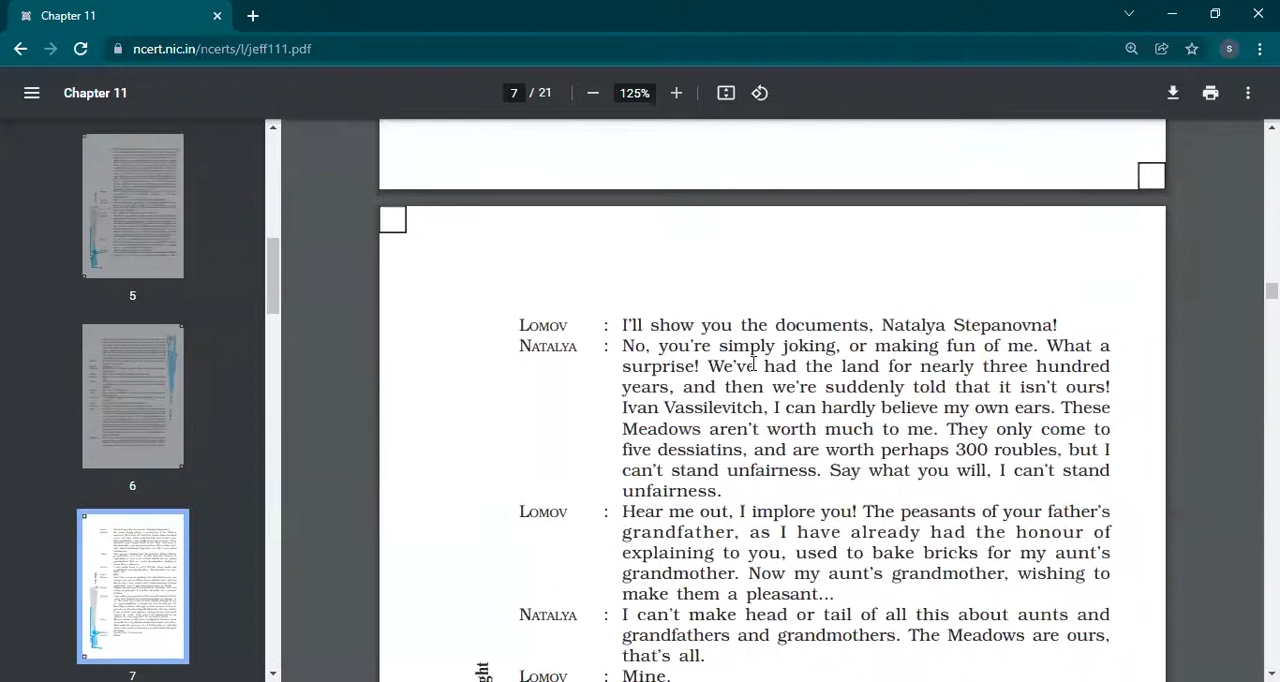 Chapter 11
ncert.nic.in/ncerts/l/jeff111.pdf
S
Chapter 11
7 / 21
125%
5
6
7
LOMOV : I'll show you the documents, Natalya Stepanovna!
NATALYA : No, you're simply joking, or making fun of me. What a
surprise! We've had the land for nearly three hundred
years, and then we're suddenly told that it isn't ours!
Ivan Vassilevitch, I can hardly believe my own ears. These
Meadows aren't worth much to me. They only come to
five dessiatins, and are worth perhaps 300 roubles, but I
can't stand unfairness. Say what you will, I can't stand
unfairness.
LOMOV : Hear me out, I implore you! The peasants of your father's
grandfather, as I have already had the honour of
explaining to you, used to bake bricks for my aunt's
grandmother. Now my aunt's grandmother, wishing to
make them a pleasant...
NATALYA : I can't make head or tail of all this about aunts and
grandfathers and grandmothers. The Meadows are ours,
that's all.
LOMOV : Mine.
ght